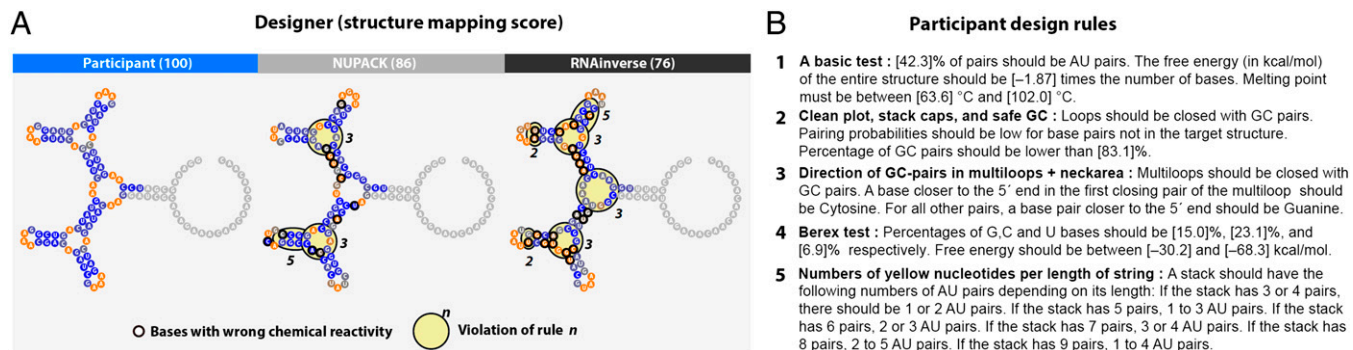 A
Designer (structure mapping score)
Participant (100)
NUPACK (86)
RNAinverse (76)
3
5
3
5
3
2
3
3
2
Bases with wrong chemical reactivity
n
Violation of rule n
B
Participant design rules
1 A basic test : [42.3]% of pairs should be AU pairs. The free energy (in kcal/mol)
of the entire structure should be [–1.87] times the number of bases. Melting point
must be between [63.6] °C and [102.0] °C.
2 Clean plot, stack caps, and safe GC : Loops should be closed with GC pairs.
Pairing probabilities should be low for base pairs not in the target structure.
Percentage of GC pairs should be lower than [83.1]%.
3 Direction of GC-pairs in multiloops + neckarea : Multiloops should be closed with
GC pairs. A base closer to the 5´ end in the first closing pair of the multiloop should
be Cytosine. For all other pairs, a base pair closer to the 5´ end should be Guanine.
4 Berex test : Percentages of G,C and U bases should be [15.0]%, [23.1]%, and
[6.9]% respectively. Free energy should be between [–30.2] and [–68.3] kcal/mol.
5 Numbers of yellow nucleotides per length of string : A stack should have the
following numbers of AU pairs depending on its length: If the stack has 3 or 4 pairs,
there should be 1 or 2 AU pairs. If the stack has 5 pairs, 1 to 3 AU pairs. If the stack
has 6 pairs, 2 or 3 AU pairs. If the stack has 7 pairs, 3 or 4 AU pairs. If the stack has
8 pairs, 2 to 5 AU pairs. If the stack has 9 pairs, 1 to 4 AU pairs.